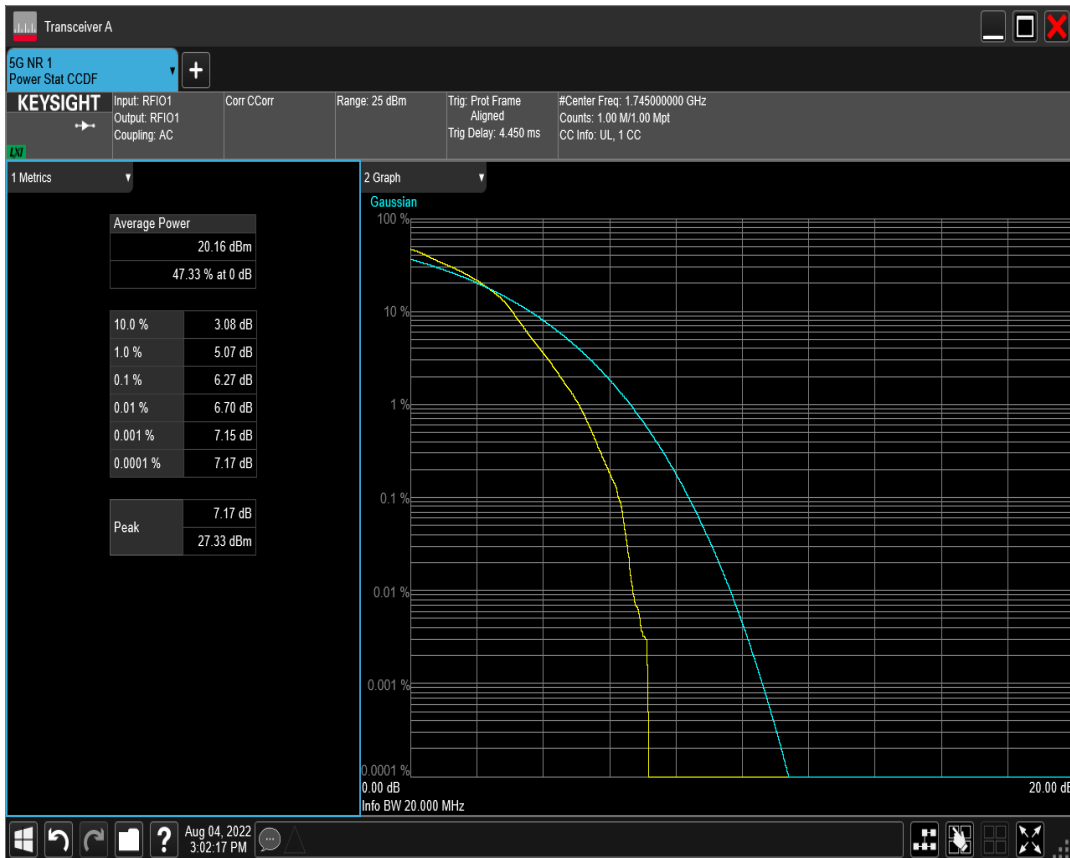 Transceiver A
5G NR 1
Power Stat CCDF
+
KEYSIGHT
LXI
Input: RFIO1
Output: RFIO1
Coupling: AC
Corr CCorr
Range: 25 dBm
Trig: Prot Frame
Aligned
Trig Delay: 4.450 ms
#Center Freq: 1.745000000 GHz
Counts: 1.00 M/1.00 Mpt
CC Info: UL, 1 CC
1 Metrics
Average Power
20.16 dBm
47.33 % at 0 dB
10.0 % 3.08 dB
1.0 % 5.07 dB
0.1 % 6.27 dB
0.01 % 6.70 dB
0.001 % 7.15 dB
0.0001 % 7.17 dB
Peak
7.17 dB
27.33 dBm
2 Graph
Gaussian
100 %
10 %
1 %
0.1 %
0.01 %
0.001 %
0.0001 %
0.00 dB 20.00 dB
Info BW 20.000 MHz
?
Aug 04, 2022
3:02:17 PM